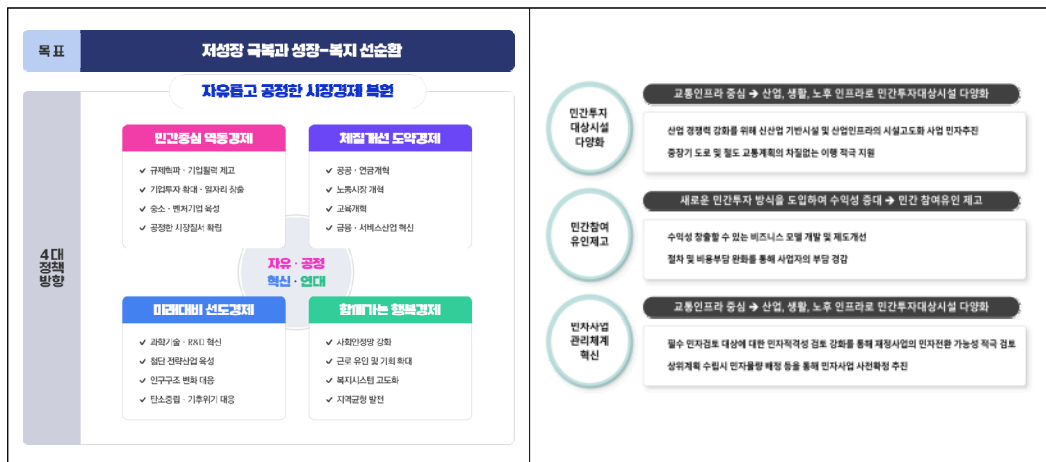 목표
저성장 극복과 성장-복지 선순환
자유롭고 공정한 시장경제 복원
4대
정책
방향
민간중심 역동경제
✓ 규제혁파 · 기업활력 제고
✓ 기업투자 확대 · 일자리 창출
✓ 중소 · 벤처기업 육성
✓ 공정한 시장질서 확립
체질개선 도약경제
✓ 공공 · 연금개혁
✓ 노동시장 개혁
✓ 교육개혁
✓ 금융 · 서비스산업 혁신
자유 · 공정
혁신 · 연대
미래대비 선도경제
✓ 과학기술 · R&D 혁신
✓ 첨단 전략산업 육성
✓ 인구구조 변화 대응
✓ 탄소중립 · 기후위기 대응
함께가는 행복경제
✓ 사회안정망 강화
✓ 근로 유인 및 기회 확대
✓ 복지시스템 고도화
✓ 지역균형 발전
민간투자
대상시설
다양화
교통인프라 중심 → 산업, 생활, 노후 인프라로 민간투자대상시설 다양화
산업 경쟁력 강화를 위해 신산업 기반시설 및 산업인프라의 시설고도화 사업 민자추진
중장기 도로 및 철도 교통계획의 차질없는 이행 적극 지원
민간참여
유인제고
새로운 민간투자 방식을 도입하여 수익성 증대 → 민간 참여유인 제고
수익성 창출할 수 있는 비즈니스 모델 개발 및 제도개선
절차 및 비용부담 완화를 통해 사업자의 부담 경감
민자사업
관리체계
혁신
교통인프라 중심 → 산업, 생활, 노후 인프라로 민간투자대상시설 다양화
필수 민자검토 대상에 대한 민자적격성 검토 강화를 통해 재정사업의 민자전환 가능성 적극 검토
상위계획 수립시 민자물량 배정 등을 통해 민자사업 사전확정 추진